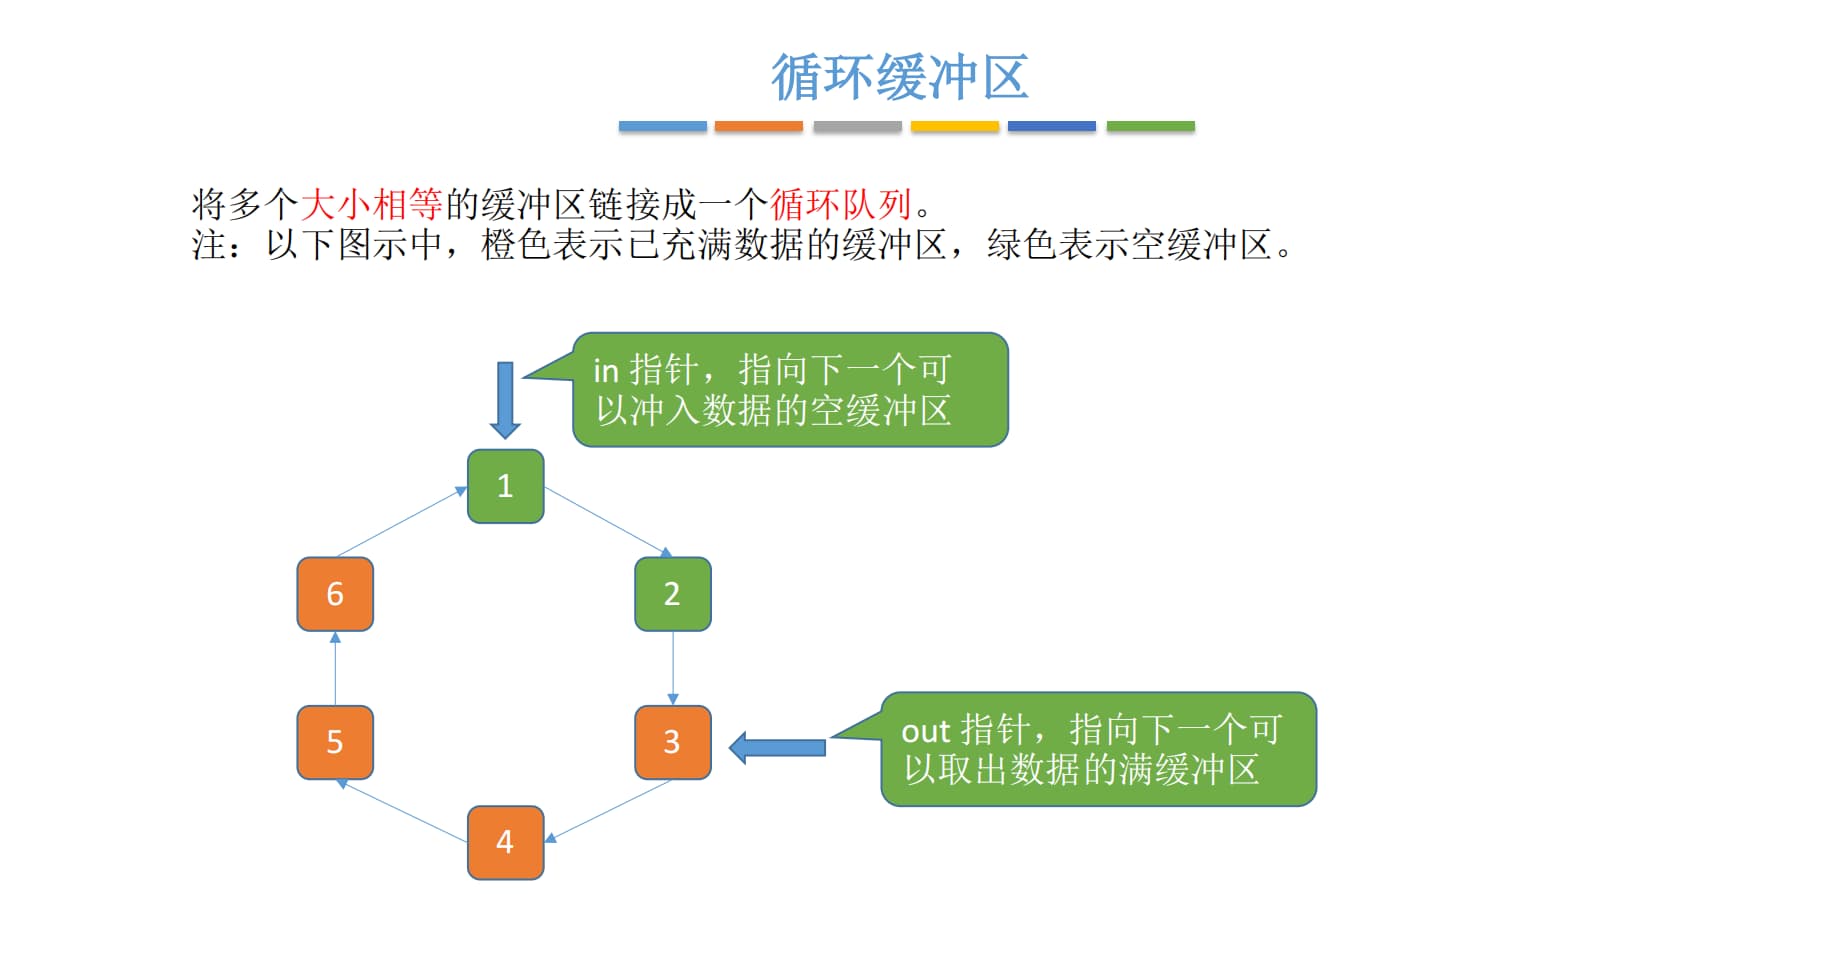 循环缓冲区
将多个大小相等的缓冲区链接成一个循环队列。
注：以下图示中，橙色表示已充满数据的缓冲区，绿色表示空缓冲区。
in 指针，指向下一个可
以冲入数据的空缓冲区
1
6
2
5
3
out 指针，指向下一个可
以取出数据的满缓冲区
4